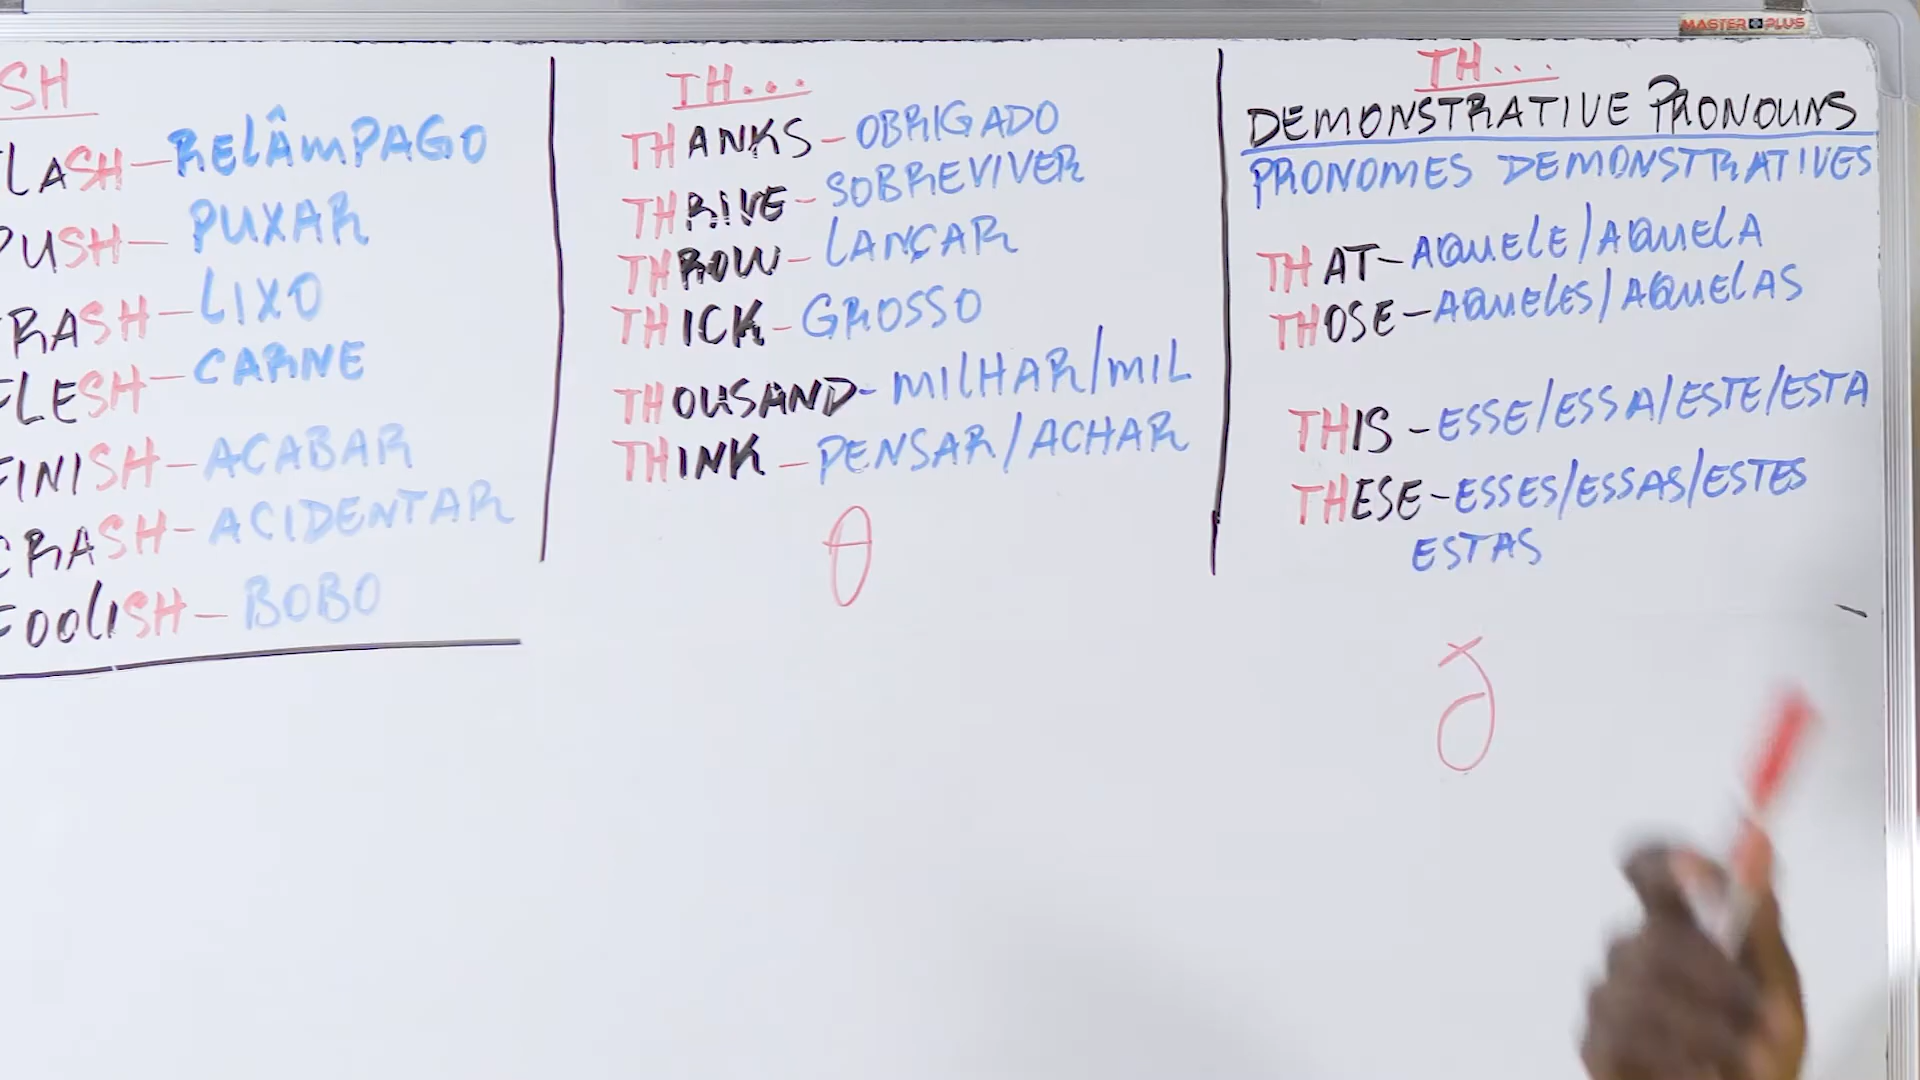 MASTER PLUS
SH
LASH - RELÂMPAGO
PUSH - PUXAR
RASH - LIXO
FLESH - CARNE
FINISH - ACABAR
CRASH - ACIDENTAR
FOOLISH - BOBO
TH...
THANKS - OBRIGADO
THRIVE - SOBREVIVER
THROW - LANÇAR
THICK - GROSSO
THOUSAND - MILHAR/MIL
THINK - PENSAR/ACHAR
θ
TH...
DEMONSTRATIVE PRONOUNS
PRONOMES DEMONSTRATIVES
THAT - AQUELE/AQUELA
THOSE - AQUELES/AQUELAS
THIS - ESSE/ESSA/ESTE/ESTA
THESE - ESSES/ESSAS/ESTES
ESTAS
ð